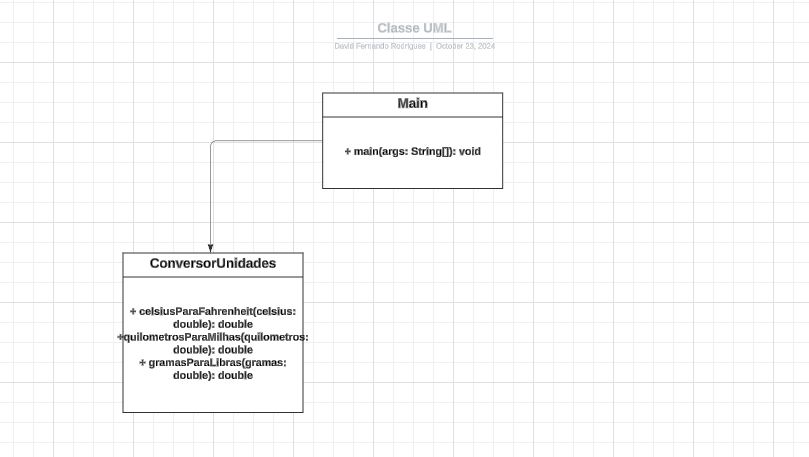 Classe UML
David Fernando Rodrigues | October 23, 2024
Main
+ main(args: String[]): void
ConversorUnidades
+ celsiusParaFahrenheit(celsius:
double): double
+quilometrosParaMilhas(quilometros:
double): double
+ gramasParaLibras(gramas:
double): double